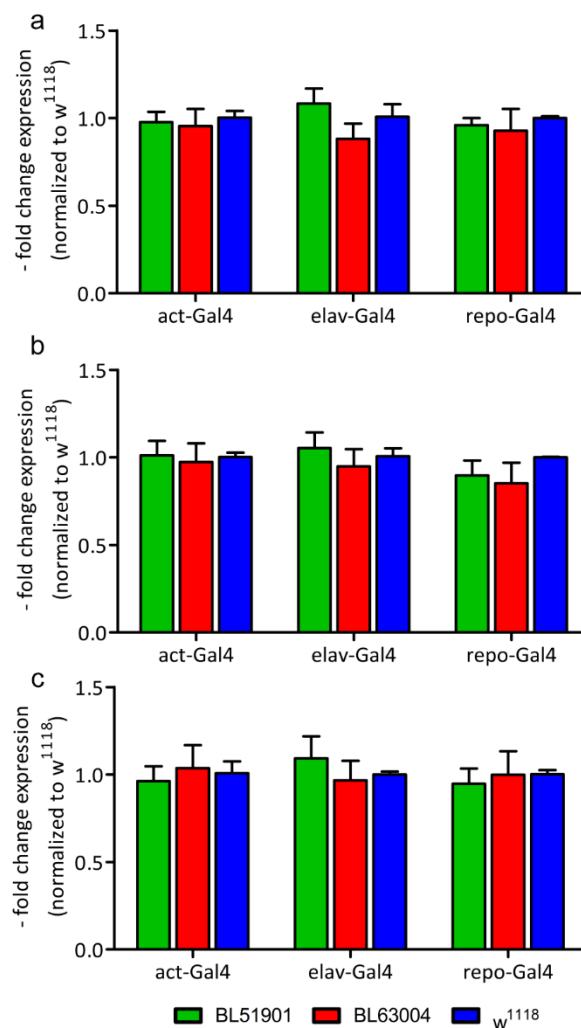 a
- fold change expression
(normalized to w1118)
1.5
1.0
0.5
0.0
act-Gal4 elav-Gal4 repo-Gal4
b
- fold change expression
(normalized to w1118)
1.5
1.0
0.5
0.0
act-Gal4 elav-Gal4 repo-Gal4
c
- fold change expression
(normalized to w1118)
1.5
1.0
0.5
0.0
act-Gal4 elav-Gal4 repo-Gal4
BL51901 BL63004 w1118